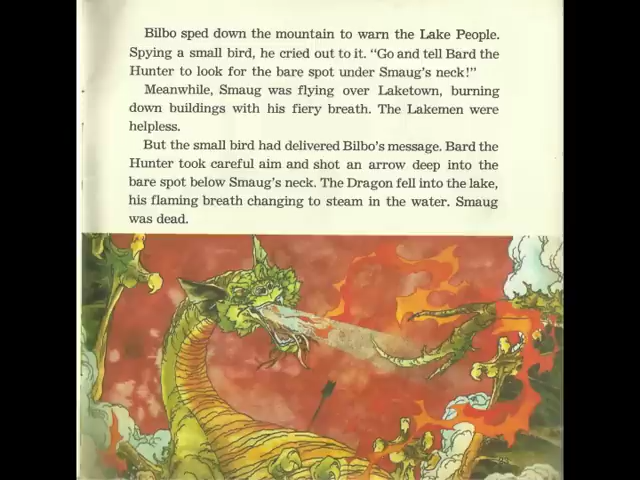 Bilbo sped down the mountain to warn the Lake People.
Spying a small bird, he cried out to it. “Go and tell Bard the
Hunter to look for the bare spot under Smaug’s neck!”
Meanwhile, Smaug was flying over Laketown, burning
down buildings with his fiery breath. The Lakemen were
helpless.
But the small bird had delivered Bilbo’s message. Bard the
Hunter took careful aim and shot an arrow deep into the
bare spot below Smaug’s neck. The Dragon fell into the lake,
his flaming breath changing to steam in the water. Smaug
was dead.